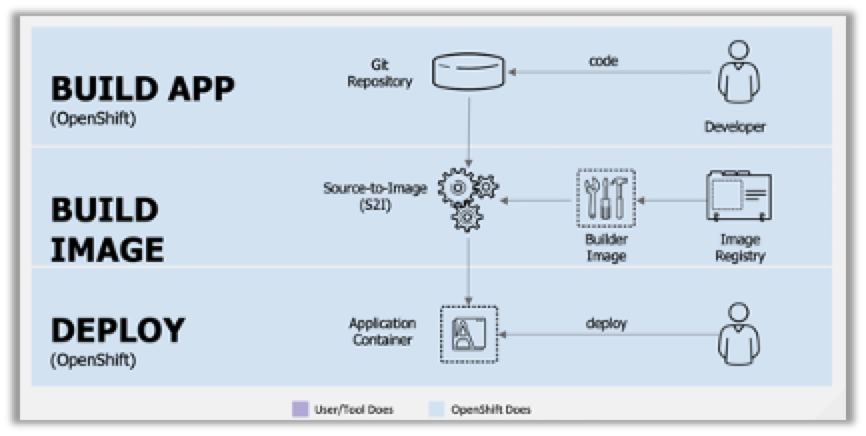 BUILD APP
(OpenShift)
Git
Repository
code
Developer
BUILD
IMAGE
Source-to-Image
(S2I)
Builder
Image
Image
Registry
DEPLOY
(OpenShift)
Application
Container
deploy
User/Tool Does
OpenShift Does